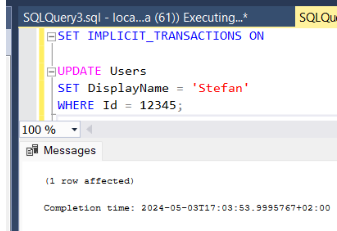 SQLQuery3.sql - loca...a (61)) Executing...*
SET IMPLICIT_TRANSACTIONS ON
UPDATE Users
SET DisplayName = 'Stefan'
WHERE Id = 12345;
100 %
Messages
(1 row affected)
Completion time: 2024-05-03T17:03:53.9995767+02:00